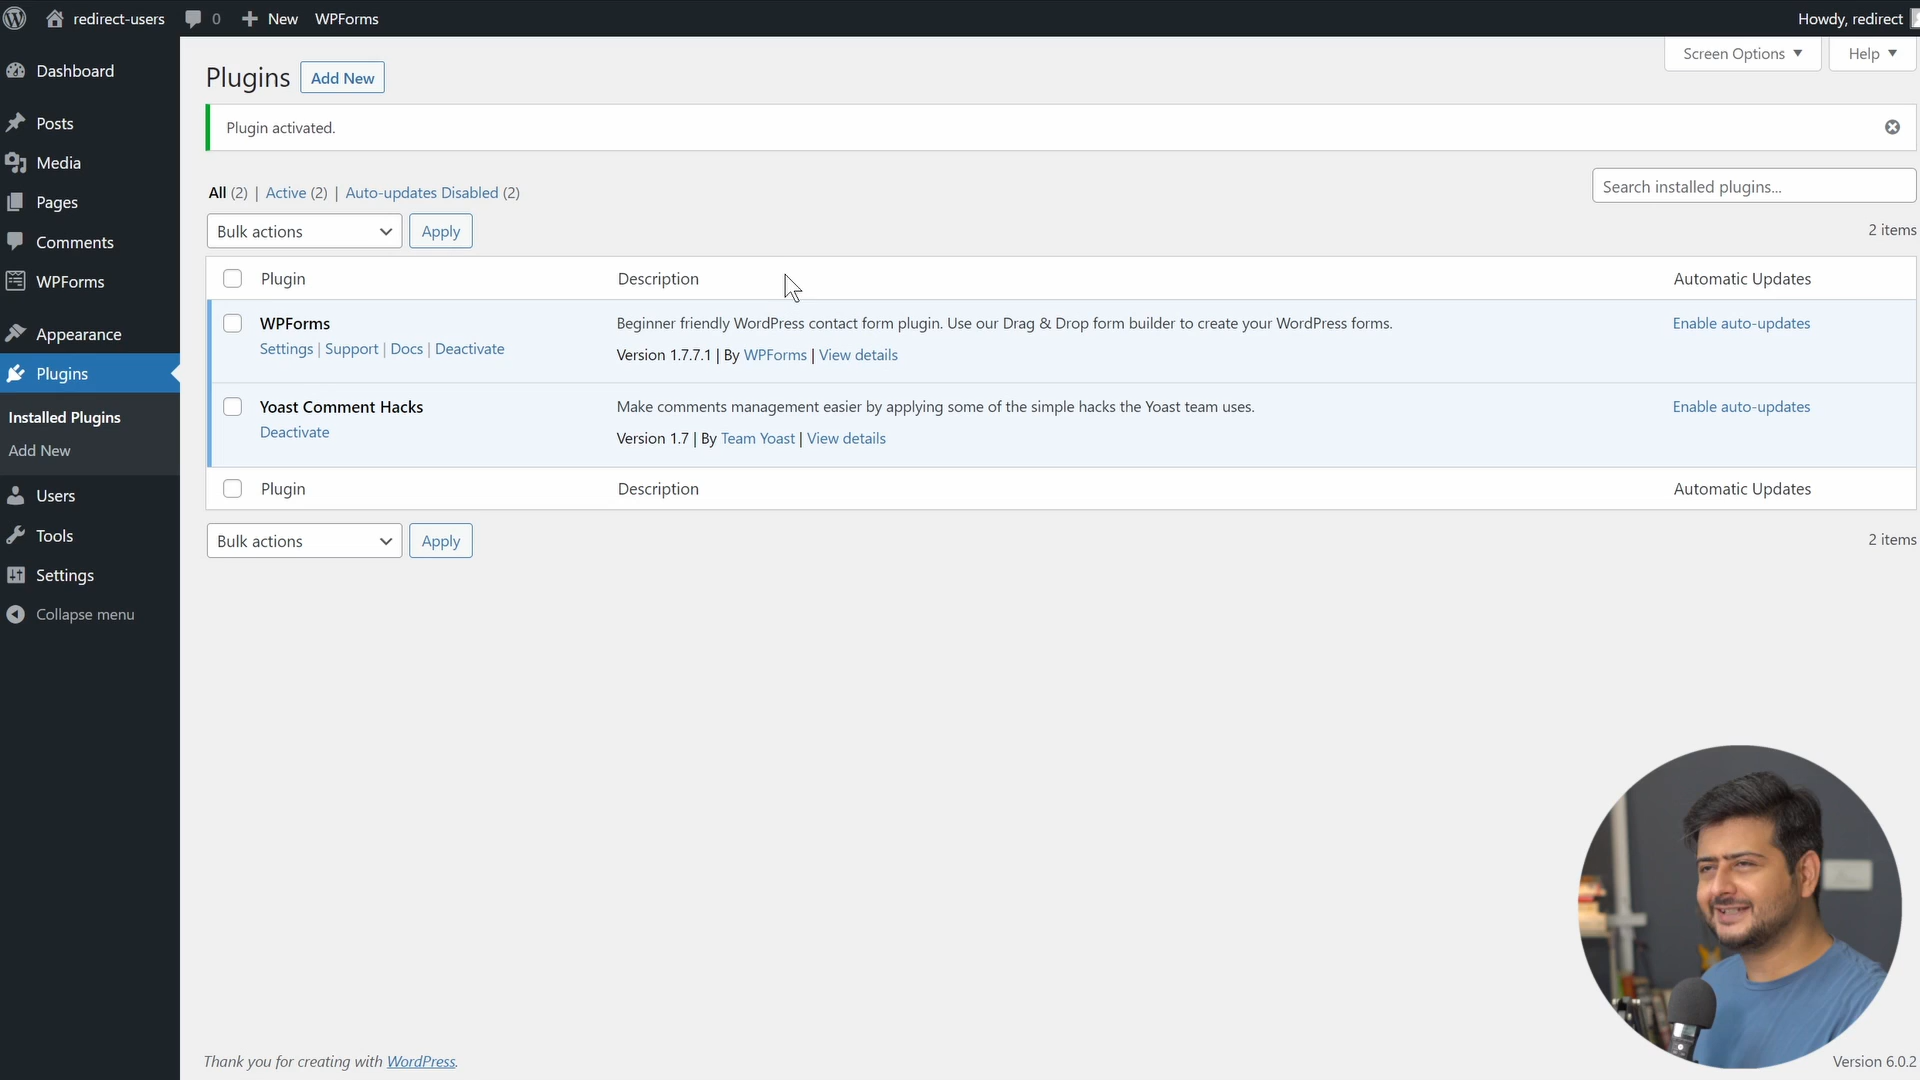 redirect-users 0 New WPForms Howdy, redirect
Screen Options Help
Dashboard
Posts
Media
Pages
Comments
WPForms
Appearance
Plugins
Installed Plugins
Add New
Users
Tools
Settings
Collapse menu
Plugins Add New
Plugin activated.
All (2) | Active (2) | Auto-updates Disabled (2)
Search installed plugins...
Bulk actions Apply
2 items
Plugin Description Automatic Updates
WPForms
Settings | Support | Docs | Deactivate
Beginner friendly WordPress contact form plugin. Use our Drag & Drop form builder to create your WordPress forms.
Version 1.7.7.1 | By WPForms | View details
Enable auto-updates
Yoast Comment Hacks
Deactivate
Make comments management easier by applying some of the simple hacks the Yoast team uses.
Version 1.7 | By Team Yoast | View details
Enable auto-updates
Plugin Description Automatic Updates
Bulk actions Apply
2 items
Thank you for creating with WordPress.
Version 6.0.2